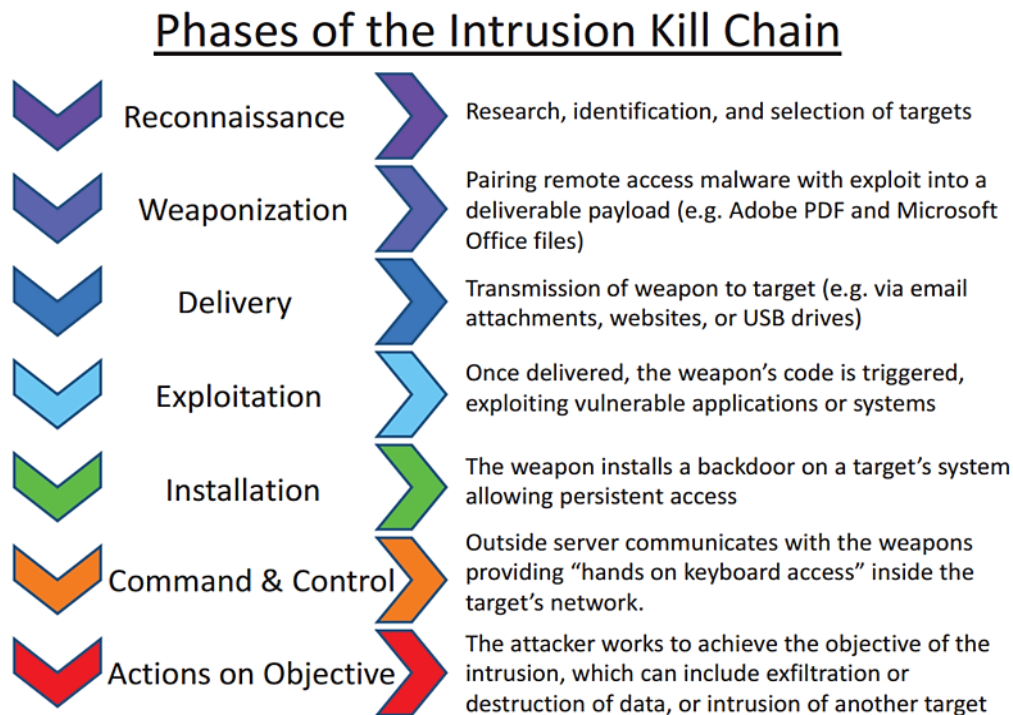 Phases of the Intrusion Kill Chain
Reconnaissance
Research, identification, and selection of targets
Weaponization
Pairing remote access malware with exploit into a
deliverable payload (e.g. Adobe PDF and Microsoft
Office files)
Delivery
Transmission of weapon to target (e.g. via email
attachments, websites, or USB drives)
Exploitation
Once delivered, the weapon's code is triggered,
exploiting vulnerable applications or systems
Installation
The weapon installs a backdoor on a target's system
allowing persistent access
Command & Control
Outside server communicates with the weapons
providing “hands on keyboard access” inside the
target's network.
Actions on Objective
The attacker works to achieve the objective of the
intrusion, which can include exfiltration or
destruction of data, or intrusion of another target